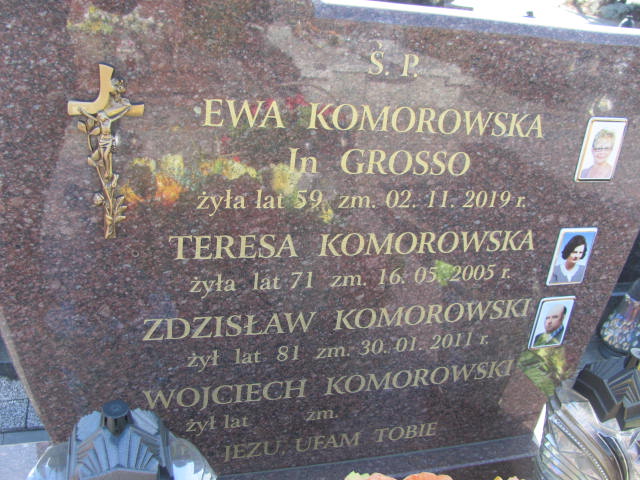 Ś. P.
EWA KOMOROWSKA
In GROSSO
żyła lat 59 zm. 02. 11. 2019 r.
TERESA KOMOROWSKA
żyła lat 71 zm. 16. 05. 2005 r.
ZDZISŁAW KOMOROWSKI
żył lat 81 zm. 30. 01. 2011 r.
WOJCIECH KOMOROWSKI
żył lat zm.
JEZU UFAM TOBIE